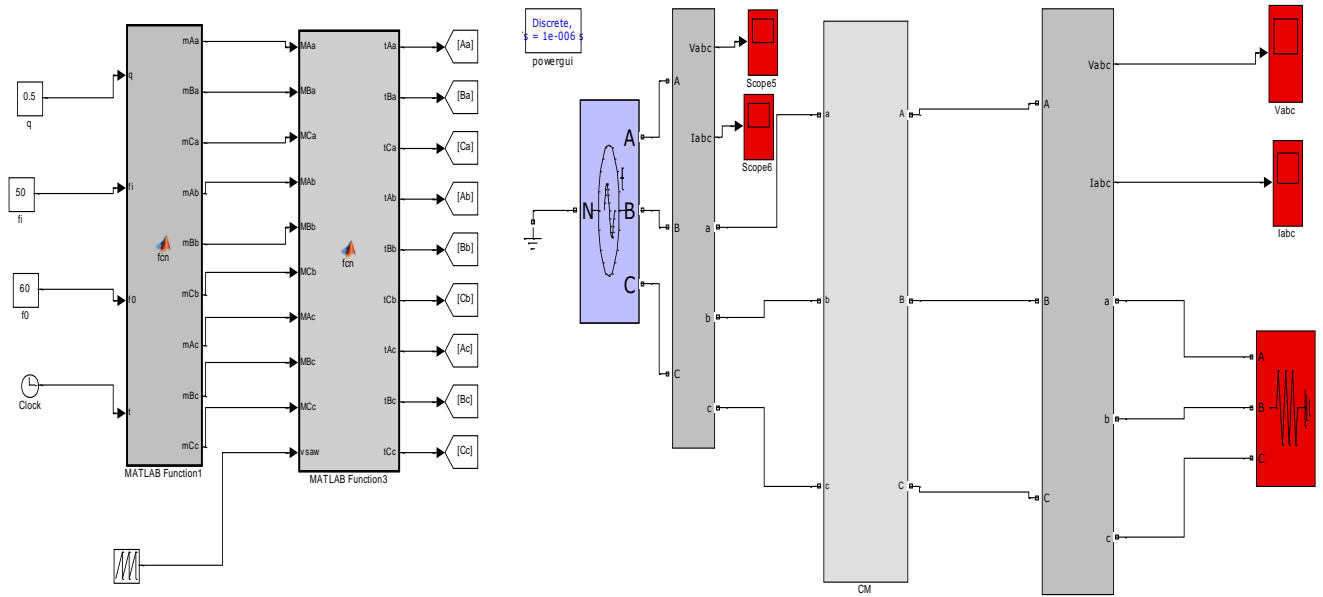 0.5
q
50
fi
60
f0
Clock
q
fi
f0
t
fcn
mAa
mBa
mCa
mAb
mBb
mCb
mAc
mBc
mCc
MATLAB Function1
MAa
MBa
MCa
MAb
MBb
MCb
MAc
MBc
MCc
vsaw
fcn
tAa
tBa
tCa
tAb
tBb
tCb
tAc
tBc
tCc
MATLAB Function3
[Aa]
[Ba]
[Ca]
[Ab]
[Bb]
[Cb]
[Ac]
[Bc]
[Cc]
Discrete,
s = 1e-006 s
powergui
N
A
B
C
A
B
C
Vabc
Iabc
a
b
c
Scope5
Scope6
a
b
c
A
B
C
CM
A
B
C
Vabc
Iabc
a
b
c
Vabc
Iabc
A
B
C